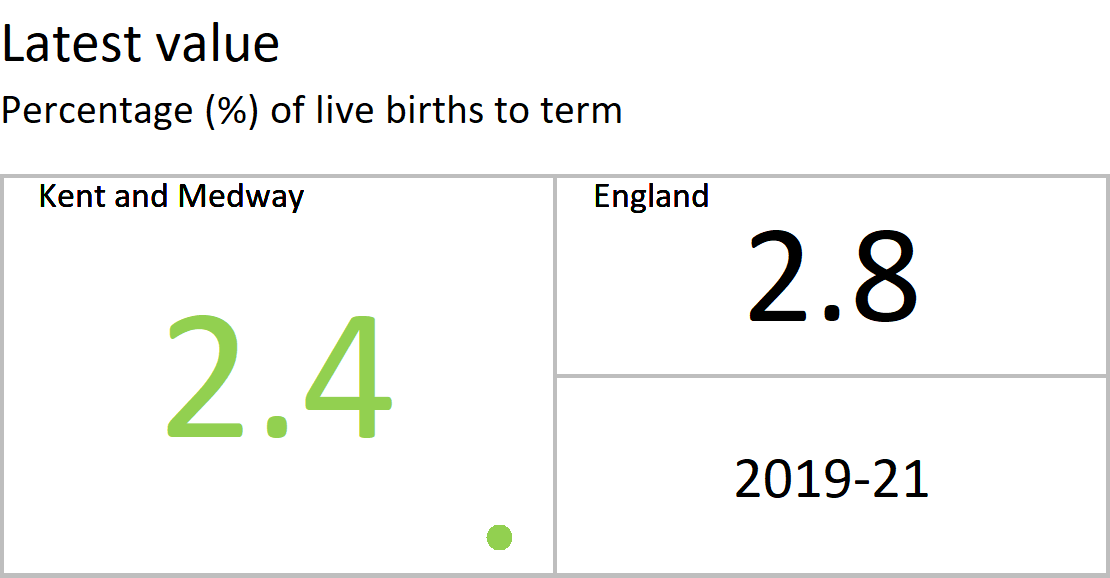 Latest value
Percentage (%) of live births to term
Kent and Medway
2.4
England
2.8
2019-21